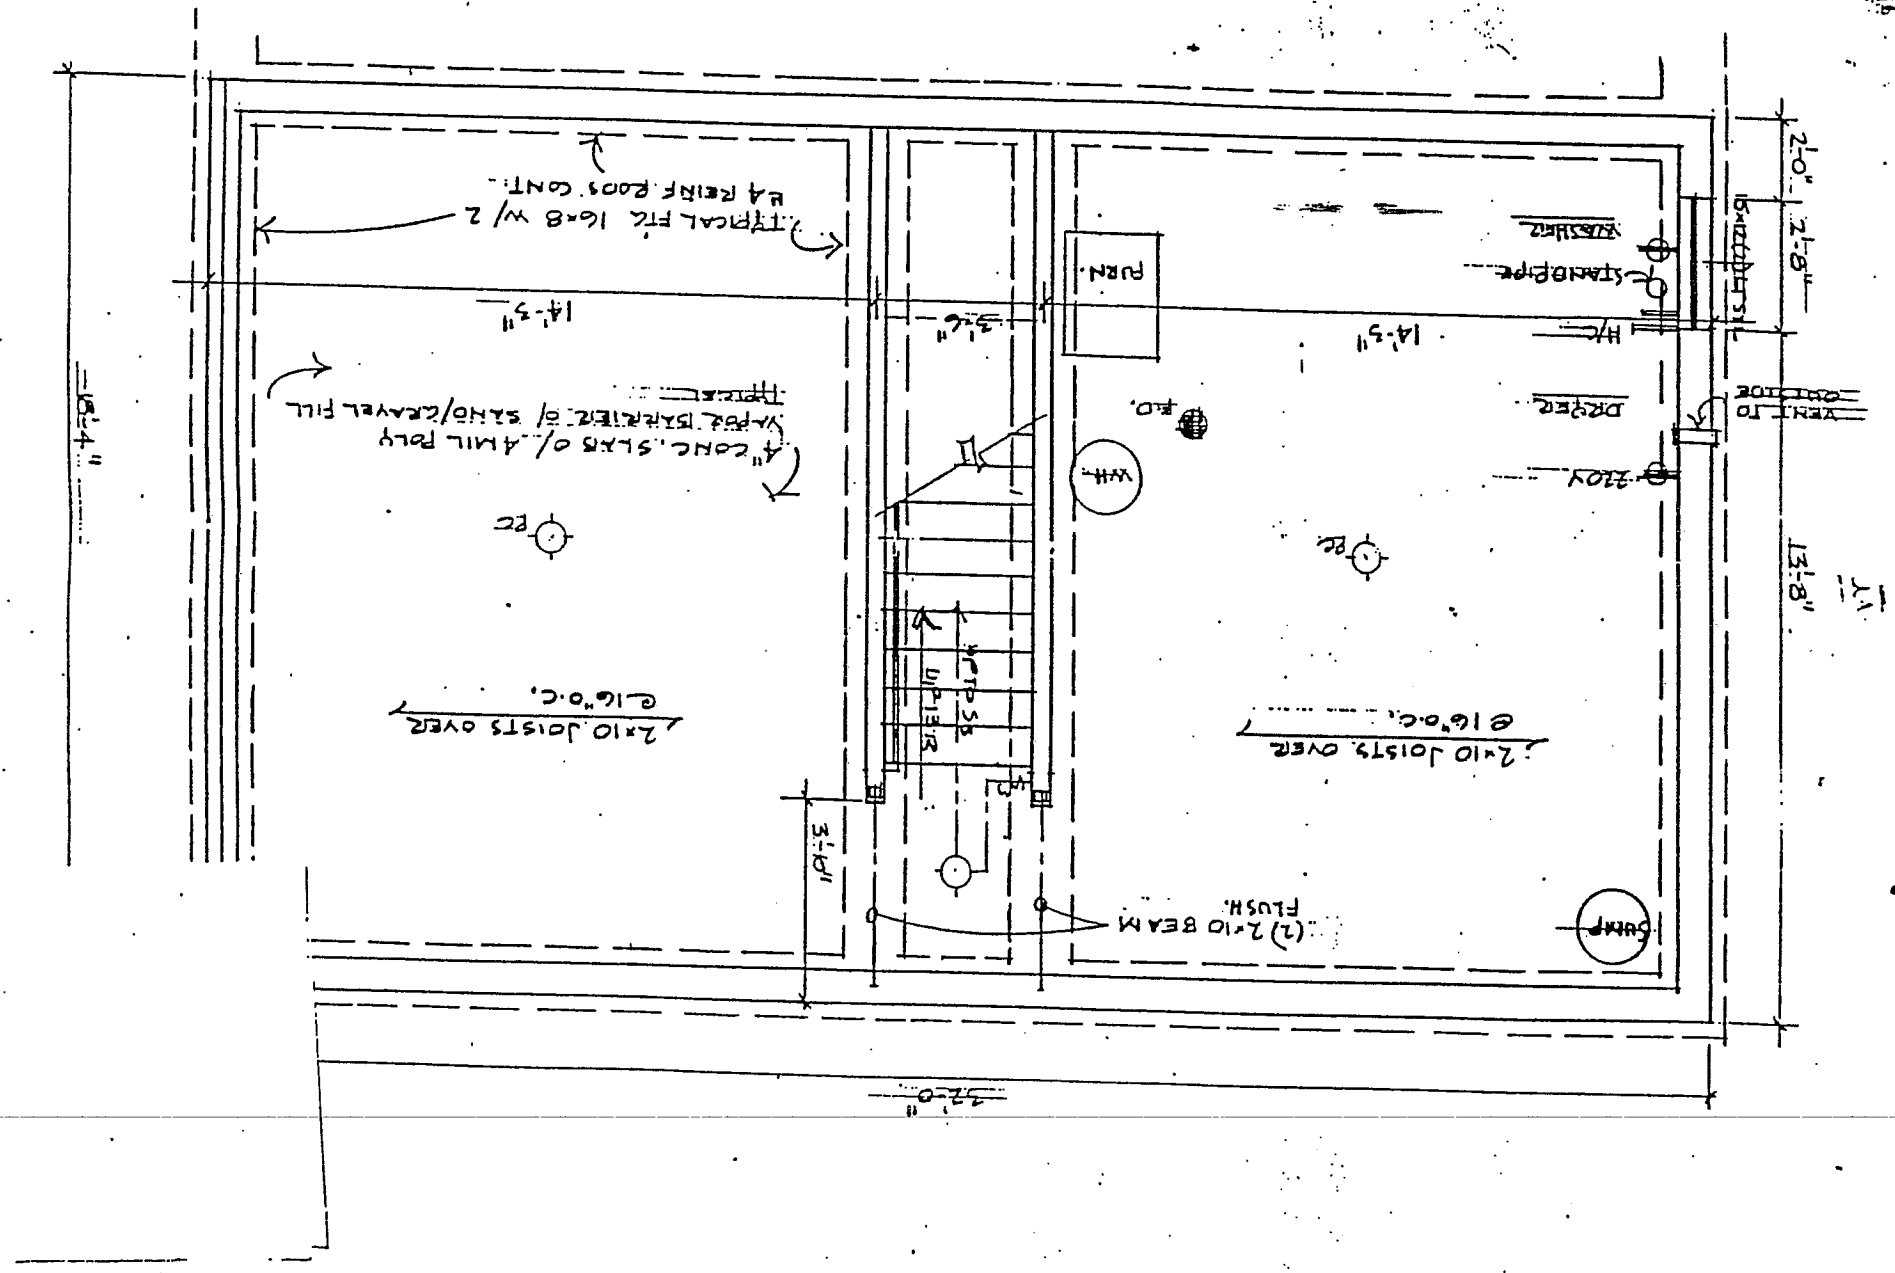 32'-0"
SUMP
(2) 2x10 BEAM
FLUSH.
3'-10"
2x10 JOISTS OVER
@ 16" O.C.
2x10 JOISTS OVER
@ 16" O.C.
UP 13 R
S
3
13'-8"
PC
PC
220V
WH
DRYER
VENT TO
OUTSIDE
F.D.
4" CONC. SLAB O/ 4 MIL POLY
VAPOR BARRIER O/ SAND/GRAVEL FILL
TYPICAL
18'-4"
H/C
14'-3"
3'-6"
14'-3"
STANDPIPE
FURN.
WASHER
2'-8"
TYPICAL FTG 16x8 W/ 2
#4 REINF. RODS CONT.
2'-0"